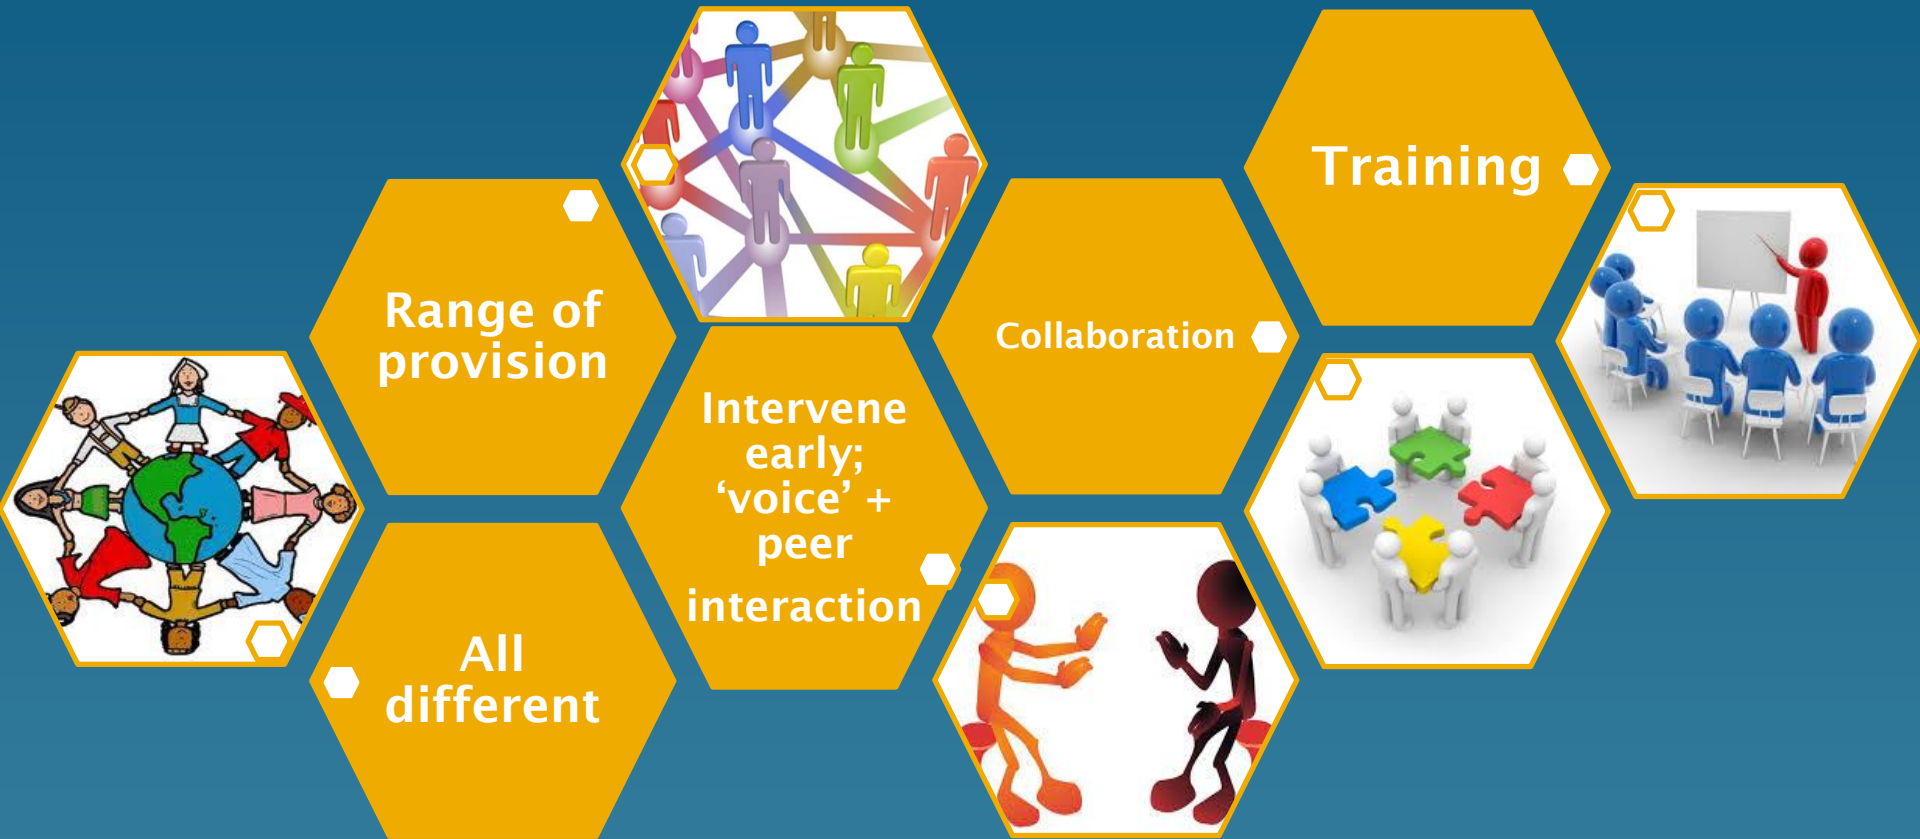 Range of
provision
All
different
Intervene
early;
‘voice’ +
peer
interaction
Collaboration
Training